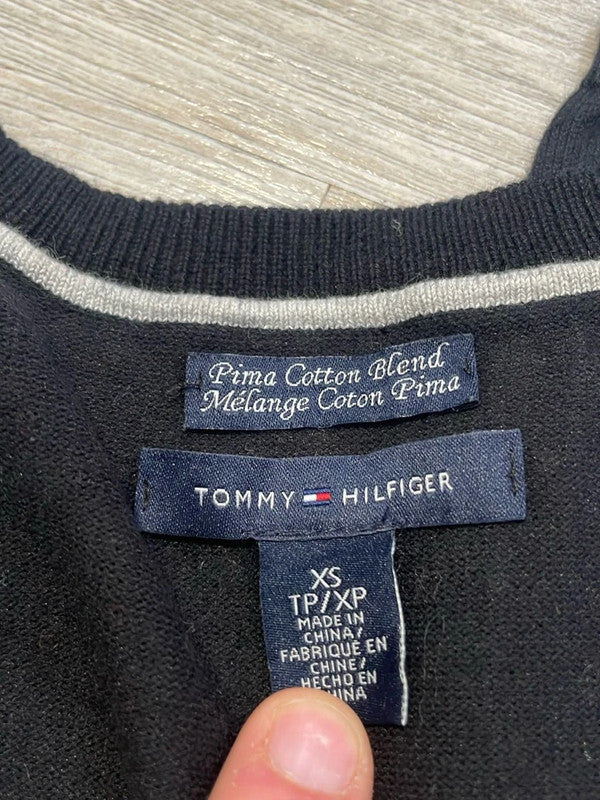 Pima Cotton Blend
Mélange Coton Pima
TOMMY HILFIGER
XS
TP/XP
MADE IN
CHINA/
FABRIQUÉ EN
CHINE/
HECHO EN